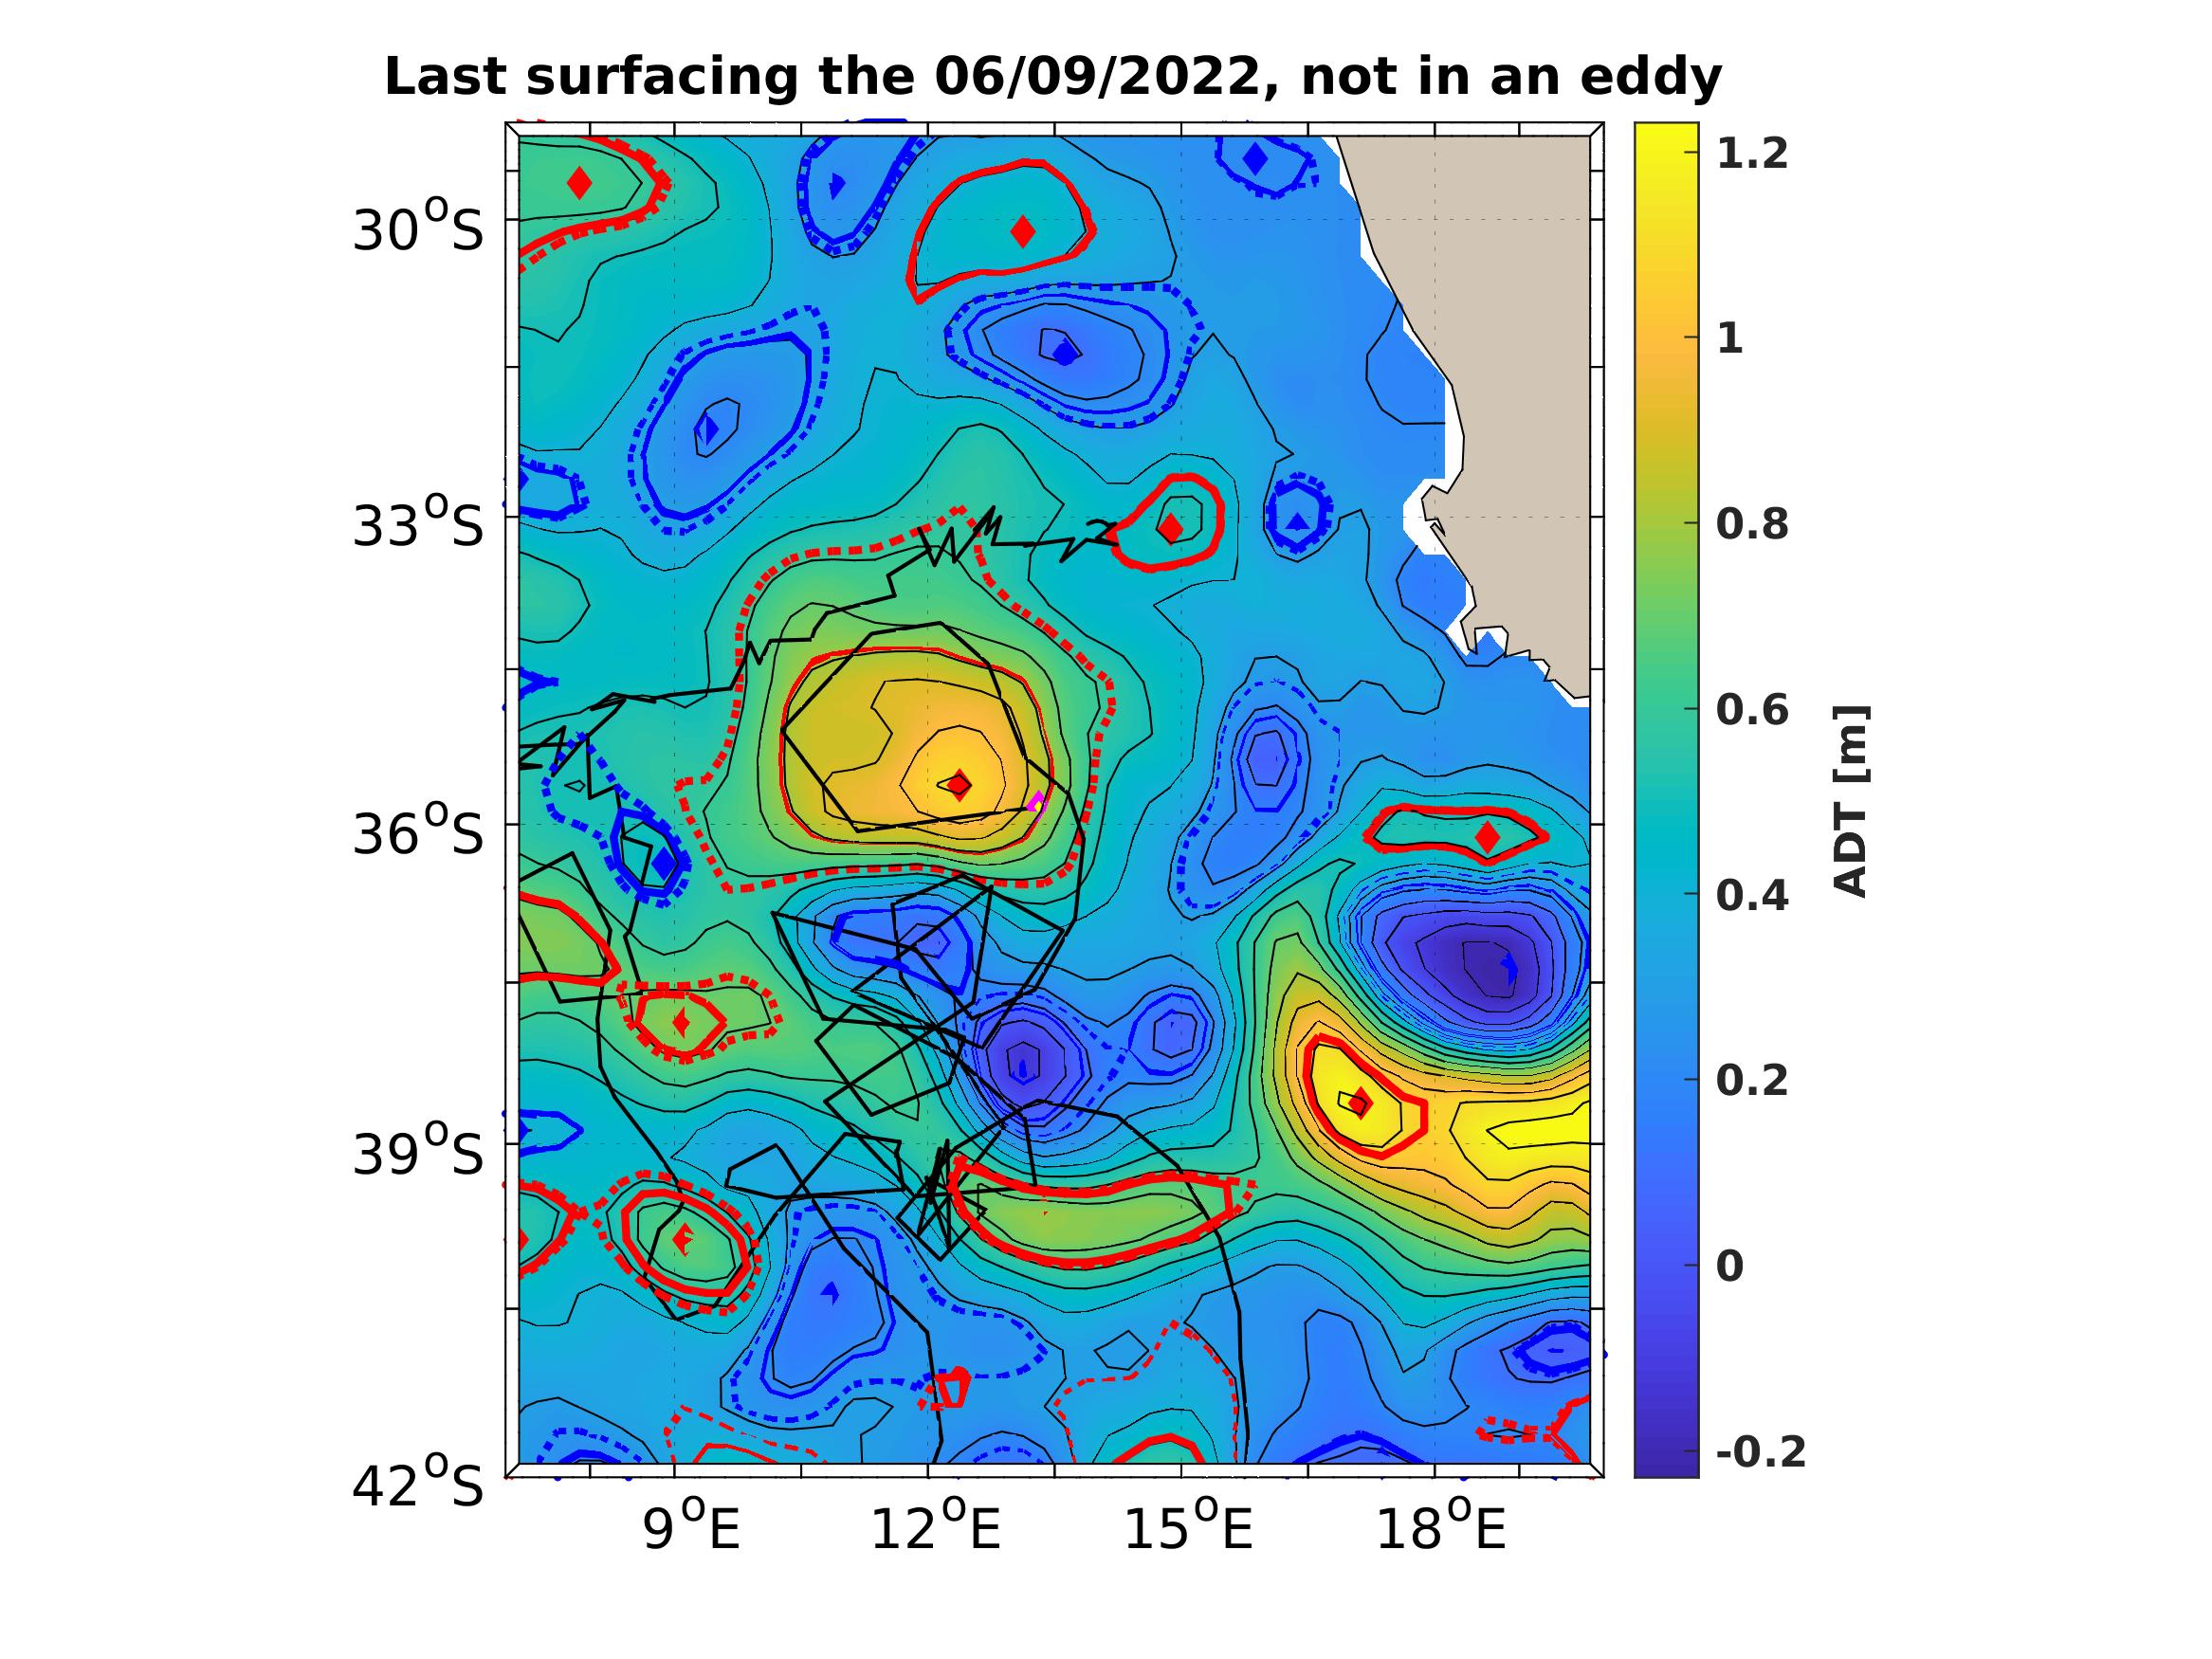 Last surfacing the 06/09/2022, not in an eddy
30°S
33°S
36°S
39°S
42°S
9°E
12°E
15°E
18°E
1.2
1
0.8
0.6
0.4
0.2
0
-0.2
ADT [m]